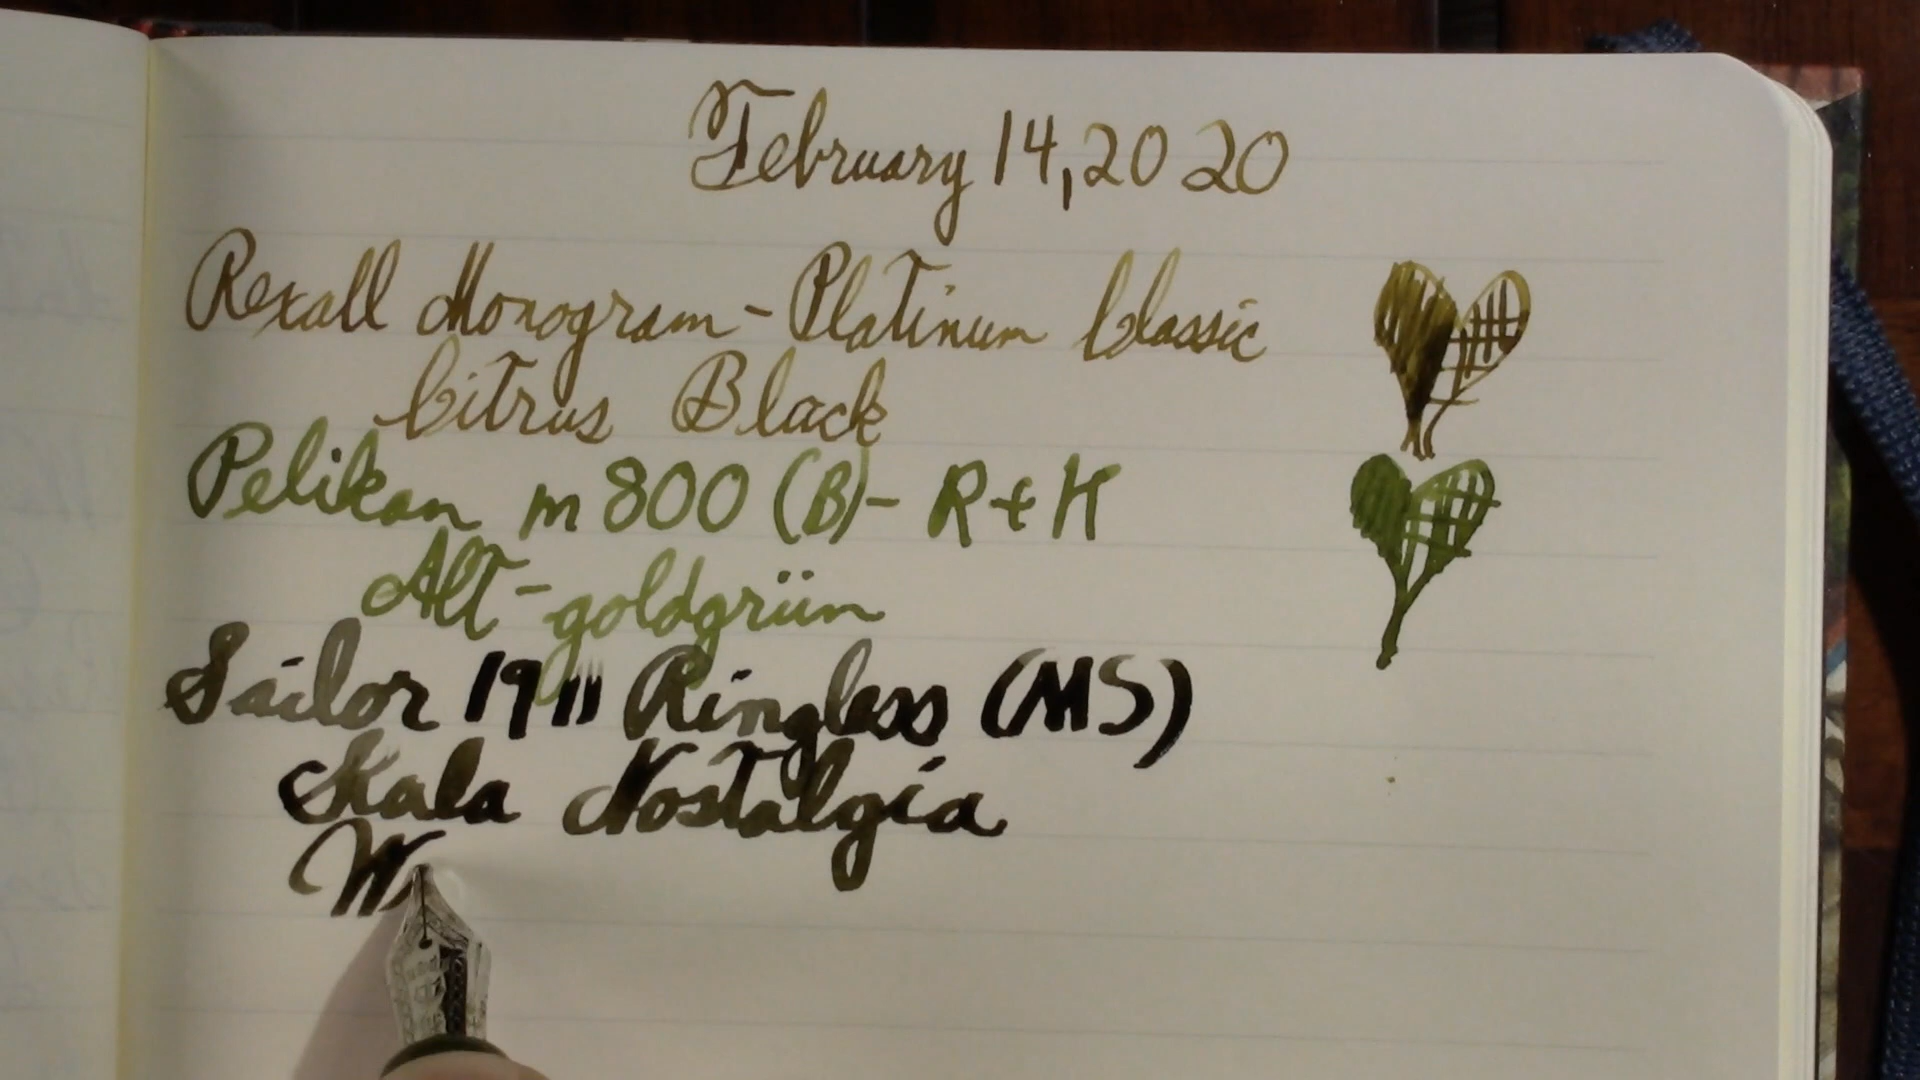 February 14, 2020
Rexall Monogram - Platinum Classic
Citrus Black
Pelikan m800 (B) - R + K
Alt-goldgrün
Sailor 1911 Ringless (MS)
Kala Nostalgia
W